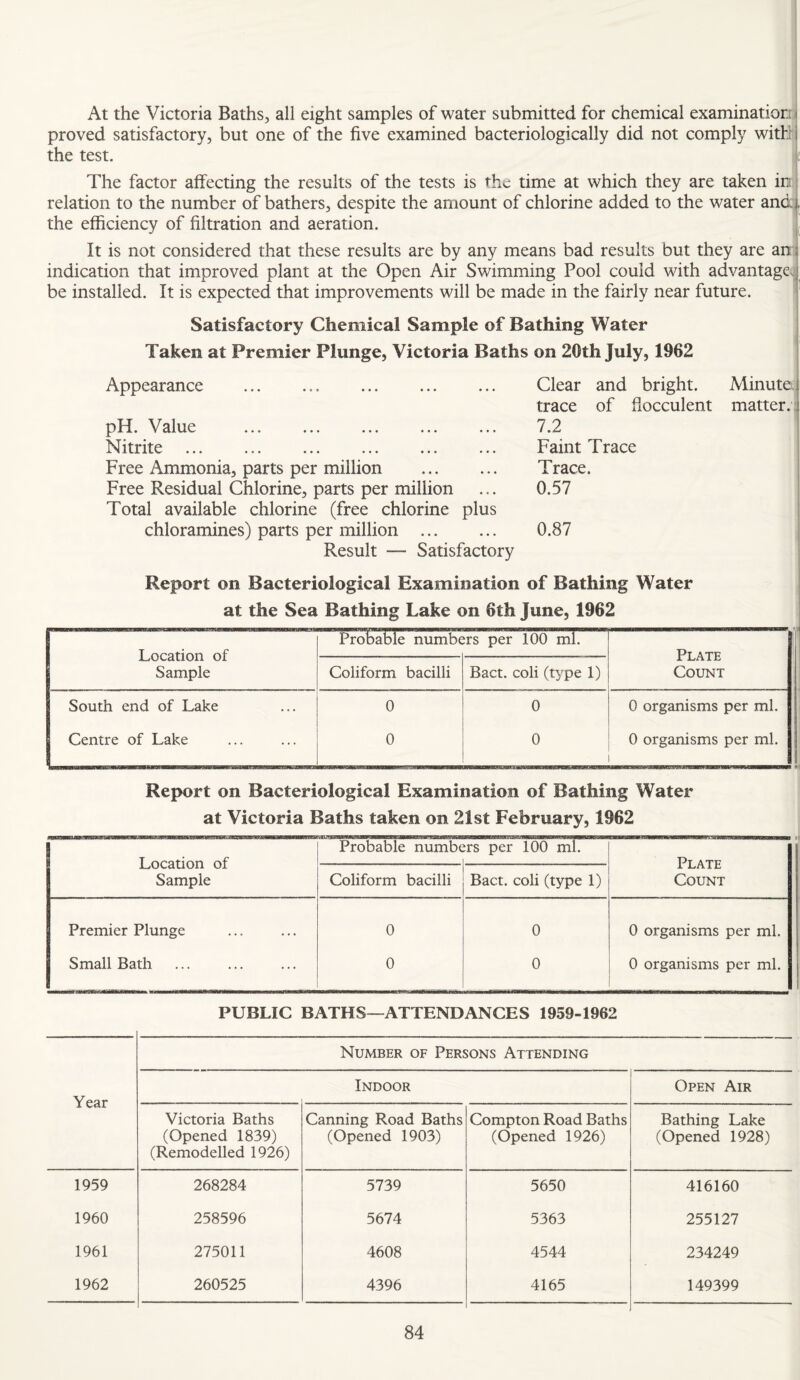 At the Victoria Baths, all eight samples of water submitted for chemical examination
proved satisfactory, but one of the five examined bacteriologically did not comply with
the test.
The factor affecting the results of the tests is the time at which they are taken in
relation to the number of bathers, despite the amount of chlorine added to the water and
the efficiency of filtration and aeration.
It is not considered that these results are by any means bad results but they are an
indication that improved plant at the Open Air Swimming Pool could with advantage
be installed. It is expected that improvements will be made in the fairly near future.
Satisfactory Chemical Sample of Bathing Water
Taken at Premier Plunge, Victoria Baths on 20th July, 1962
Appearance ... ... ... ... ... Clear and bright. Minute
trace of flocculent matter.
pH. Value ... ... ... ... ... 7.2
Nitrite ... ... ... ... ... ... Faint Trace
Free Ammonia, parts per million ... ... Trace.
Free Residual Chlorine, parts per million ... 0.57
Total available chlorine (free chlorine plus
chloramines) parts per million ... ... 0.87
Result — Satisfactory
Report on Bacteriological Examination of Bathing Water
at the Sea Bathing Lake on 6th June, 1962
Location of Sample | Probable numbers per 100 ml. | Plate Count
Coliform bacilli | Bact. coli (type 1)
South end of Lake ... 0 0 0 organisms per ml.
Centre of Lake ... ... 0 0 0 organisms per ml.
Report on Bacteriological Examination of Bathing Water
at Victoria Baths taken on 21st February, 1962
Location of Sample | Probable numbers per 100 ml. | Plate Count
Coliform bacilli | Bact. coli (type 1)
Premier Plunge ... ... 0 0 0 organisms per ml.
Small Bath ... ... ... 0 0 0 organisms per ml.
PUBLIC BATHS—ATTENDANCES 1959-1962
Year | Number of Persons Attending
Indoor | Open Air
Victoria Baths (Opened 1839) (Remodelled 1926) | Canning Road Baths (Opened 1903) | Compton Road Baths (Opened 1926) | Bathing Lake (Opened 1928)
1959 268284 5739 5650 416160
1960 258596 5674 5363 255127
1961 275011 4608 4544 234249
1962 260525 4396 4165 149399
84